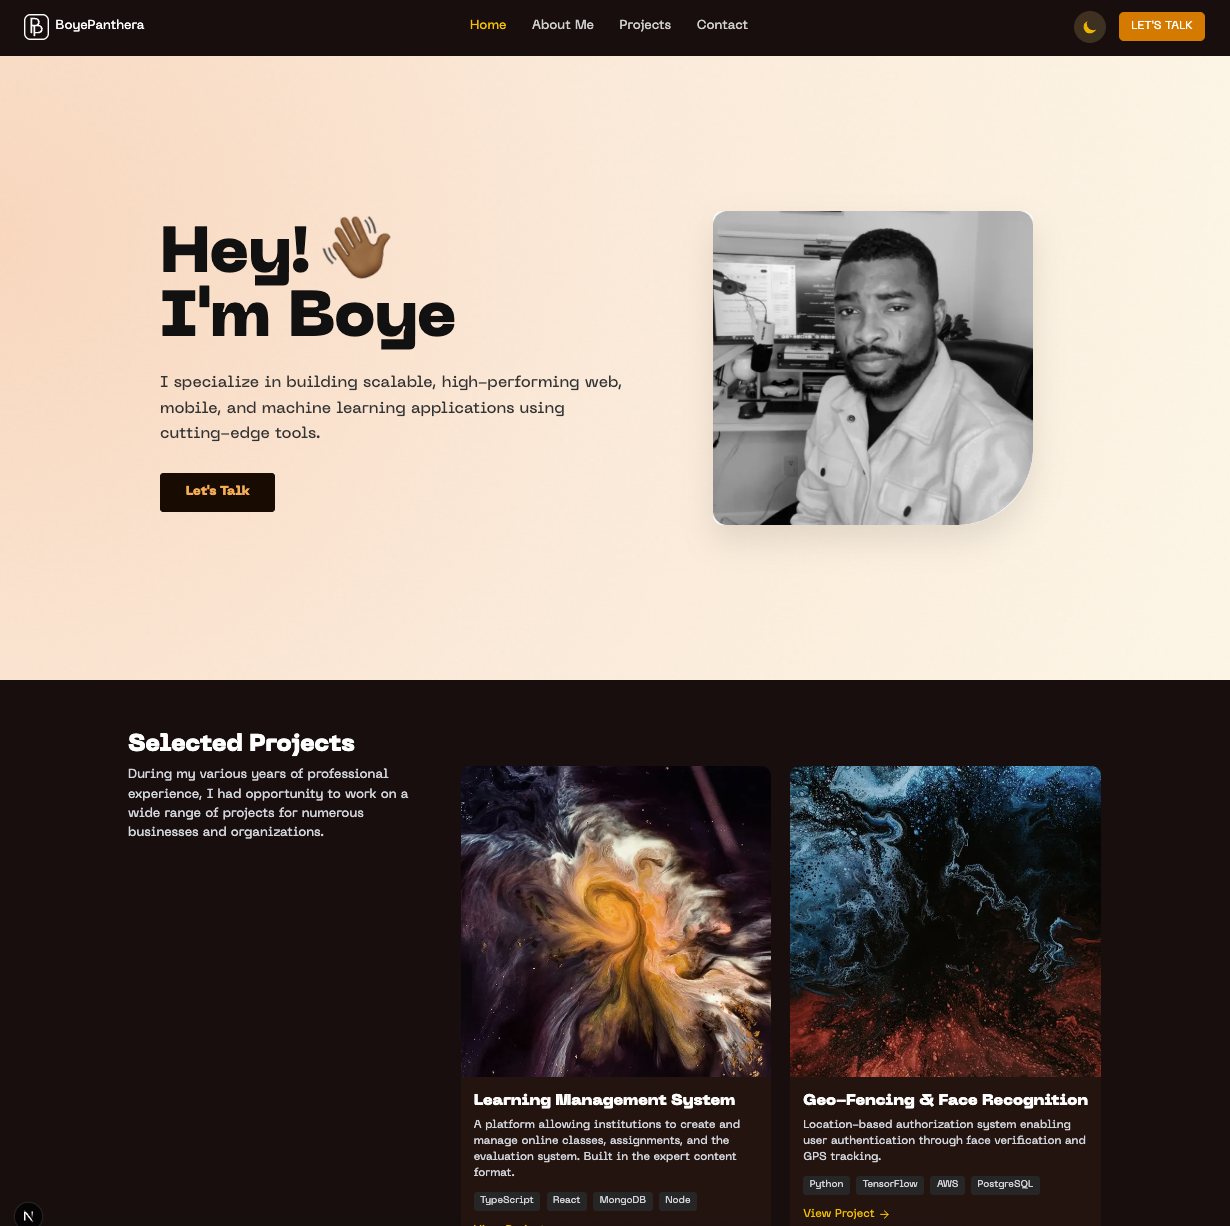 BoyePanthera
Home
About Me
Projects
Contact
LET'S TALK
Hey! 👋🏾
I'm Boye
I specialize in building scalable, high-performing web,
mobile, and machine learning applications using
cutting-edge tools.
Let's Talk
Selected Projects
During my various years of professional
experience, I had opportunity to work on a
wide range of projects for numerous
businesses and organizations.
Learning Management System
A platform allowing institutions to create and
manage online classes, assignments, and the
evaluation system. Built in the expert content
format.
TypeScript
React
MongoDB
Node
Geo-Fencing & Face Recognition
Location-based authorization system enabling
user authentication through face verification and
GPS tracking.
Python
TensorFlow
AWS
PostgreSQL
View Project →
N